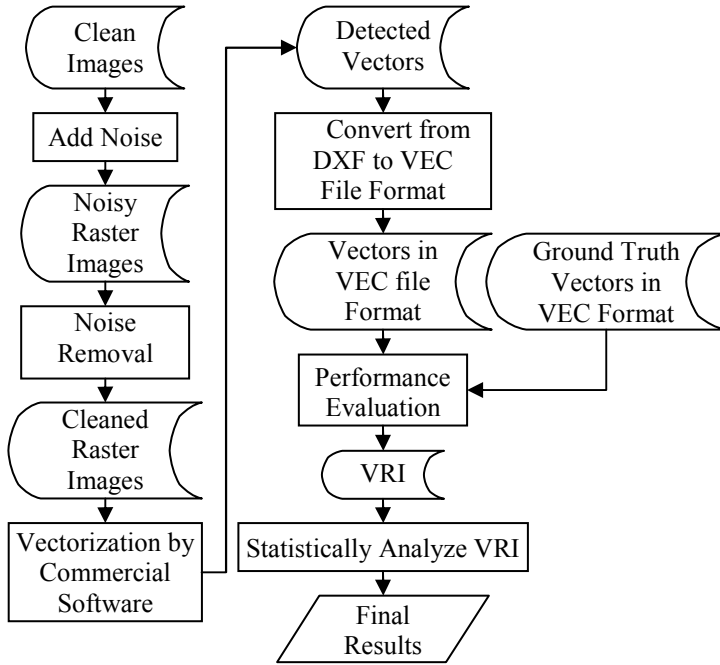 Clean
Images
Add Noise
Noisy
Raster
Images
Noise
Removal
Cleaned
Raster
Images
Vectorization by
Commercial
Software
Detected
Vectors
Convert from
DXF to VEC
File Format
Vectors in
VEC file
Format
Ground Truth
Vectors in
VEC Format
Performance
Evaluation
VRI
Statistically Analyze VRI
Final
Results